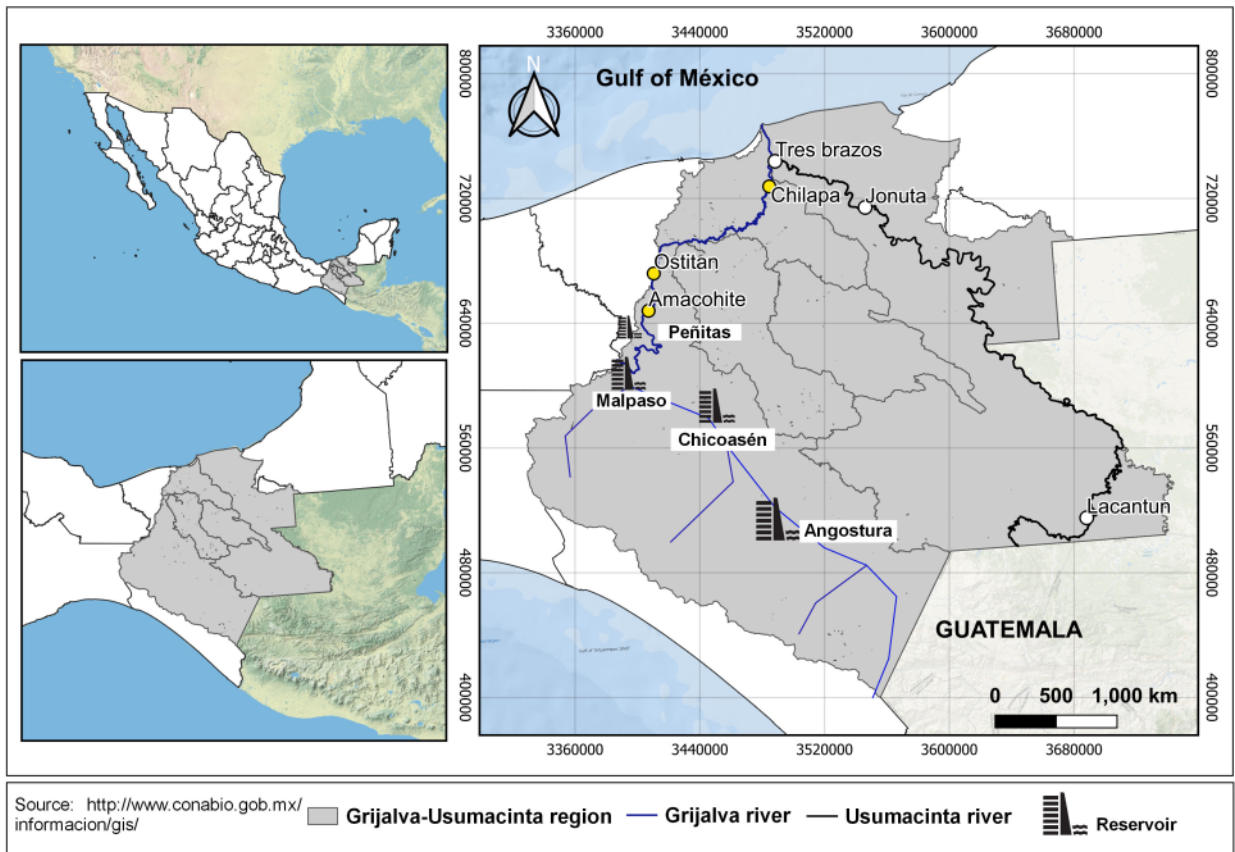 3360000 3440000 3520000 3600000 3680000
800000
720000
640000
560000
480000
400000
N
Gulf of México
Tres brazos
Chilapa
Jonuta
Ostitan
Amacohite
Peñitas
Malpaso
Chicoasén
Angostura
Lacantun
GUATEMALA
0 500 1,000 km
800000
720000
640000
560000
480000
400000
3360000 3440000 3520000 3600000 3680000
Source: http://www.conabio.gob.mx/
informacion/gis/
Grijalva-Usumacinta region
Grijalva river
Usumacinta river
Reservoir